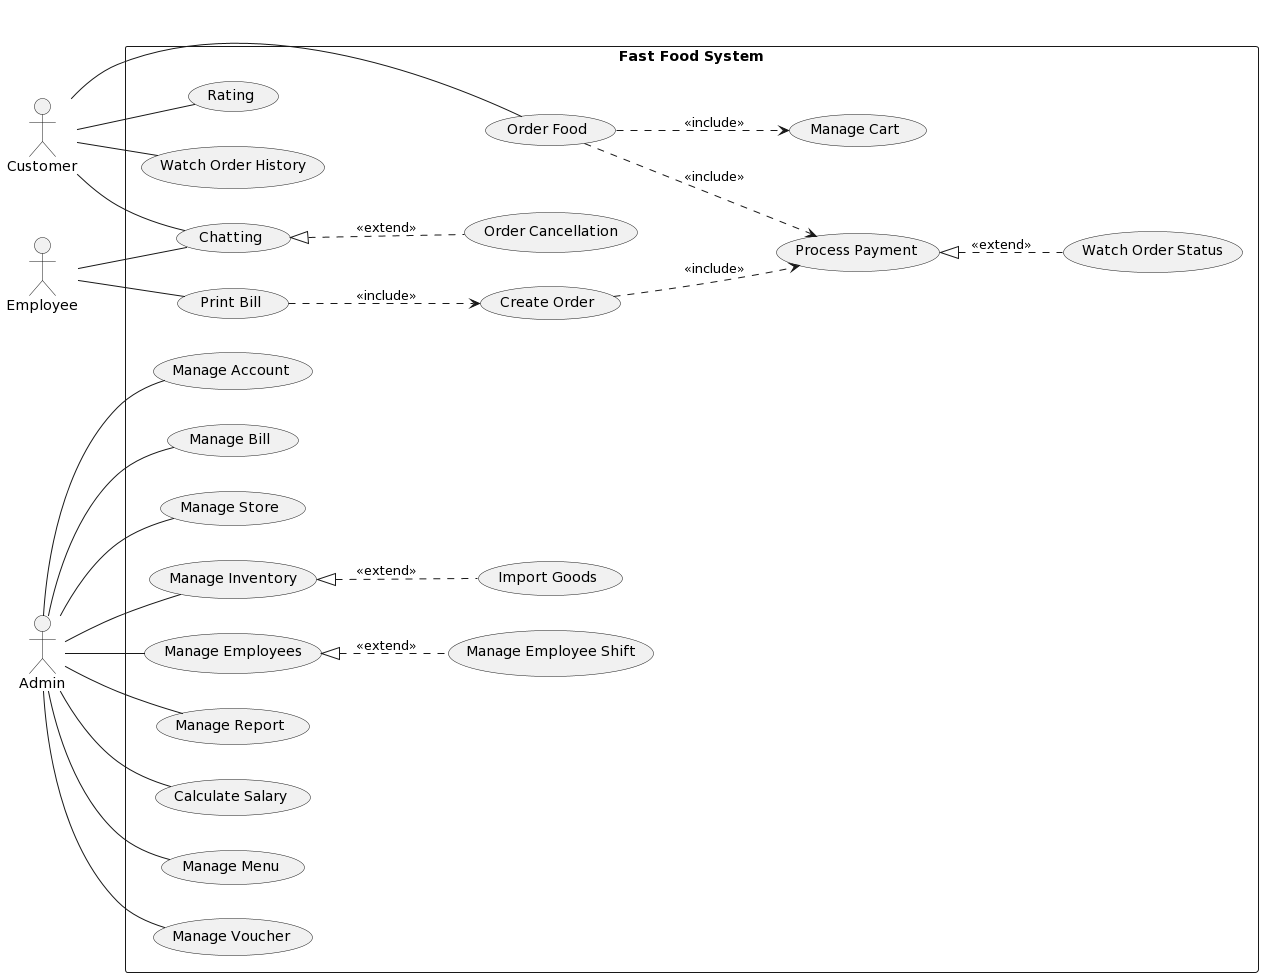 Fast Food System
Rating
Order Food
«include»
Manage Cart
Customer
Watch Order History
«include»
Chatting
«extend»
Order Cancellation
Process Payment
«extend»
Watch Order Status
«include»
Employee
Print Bill
«include»
Create Order
Manage Account
Manage Bill
Manage Store
Manage Inventory
«extend»
Import Goods
Manage Employees
«extend»
Manage Employee Shift
Admin
Manage Report
Calculate Salary
Manage Menu
Manage Voucher